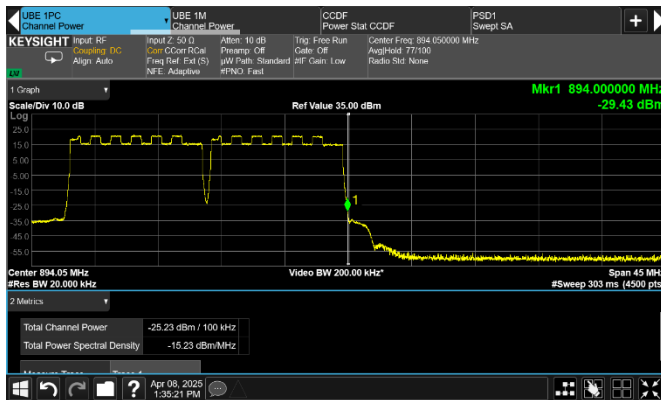 UBE 1PC
Channel Power
UBE 1M
Channel Power
CCDF
Power Stat CCDF
PSD1
Swept SA
KEYSIGHT
Input: RF
Coupling: DC
Align: Auto
Input Z: 50 Ω
Corr CCorr RCal
Freq Ref: Ext (S)
NFE: Adaptive
Atten: 10 dB
Preamp: Off
µW Path: Standard
#PNO: Fast
Trig: Free Run
Gate: Off
#IF Gain: Low
Center Freq: 894.050000 MHz
Avg|Hold: 77/100
Radio Std: None
1 Graph
Scale/Div 10.0 dB
Ref Value 35.00 dBm
Mkr1 894.000000 MHz
-29.43 dBm
Log
25.0
15.0
5.00
-5.00
-15.0
-25.0
-35.0
-45.0
-55.0
1
Center 894.05 MHz
Video BW 200.00 kHz*
Span 45 MHz
#Res BW 20.000 kHz
#Sweep 303 ms (4500 pts
2 Metrics
Total Channel Power -25.23 dBm / 100 kHz
Total Power Spectral Density -15.23 dBm/MHz
Apr 08, 2025
1:35:21 PM